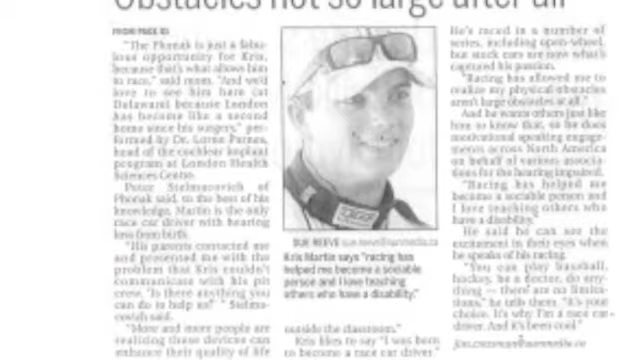 Obstacles not so large after all
FROM PAGE B1
"The Phonak is just a fabu-
lous opportunity for Kris,
because that's what allows him
to race," said mom. "And we'd
love to see him here (at
Delaware) because London
has become like a second
home since his surgery," per-
formed by Dr. Lorne Parnes,
head of the cochlear implant
program at London Health
Sciences Centre.
Peter Stelmacovich of
Phonak said, to the best of his
knowledge, Martin is the only
race car driver with hearing
loss from birth.
"His parents contacted me
and presented me with the
problem that Kris couldn't
communicate with his pit
crew. 'Is there anything you
can do to help us?' " Stelma-
covich said.
"More and more people are
realizing these devices can
enhance their quality of life
SUE REEVE sue.reeve@sunmedia.ca
Kris Martin says "racing has
helped me become a sociable
person and I love teaching
others who have a disability."
outside the classroom."
Kris likes to say "I was born
to become a race car driver."
He's raced in a number of
series, including open-wheel,
but stock cars are now what's
captured his passion.
"Racing has allowed me to
realize my physical obstacles
aren't large obstacles at all."
And he wants others just like
him to know that, so he does
motivational speaking engage-
ments across North America
on behalf of various associa-
tions for the hearing impaired.
"Racing has helped me
become a sociable person and
I love teaching others who
have a disability."
He said he can see the
excitement in their eyes when
he speaks of his racing.
"You can play baseball,
hockey, be a doctor, do any-
thing — there are no limita-
tions," he tells them. "It's your
choice. It's why I'm a race car
driver. And it's been cool."
jim.cressman@sunmedia.ca